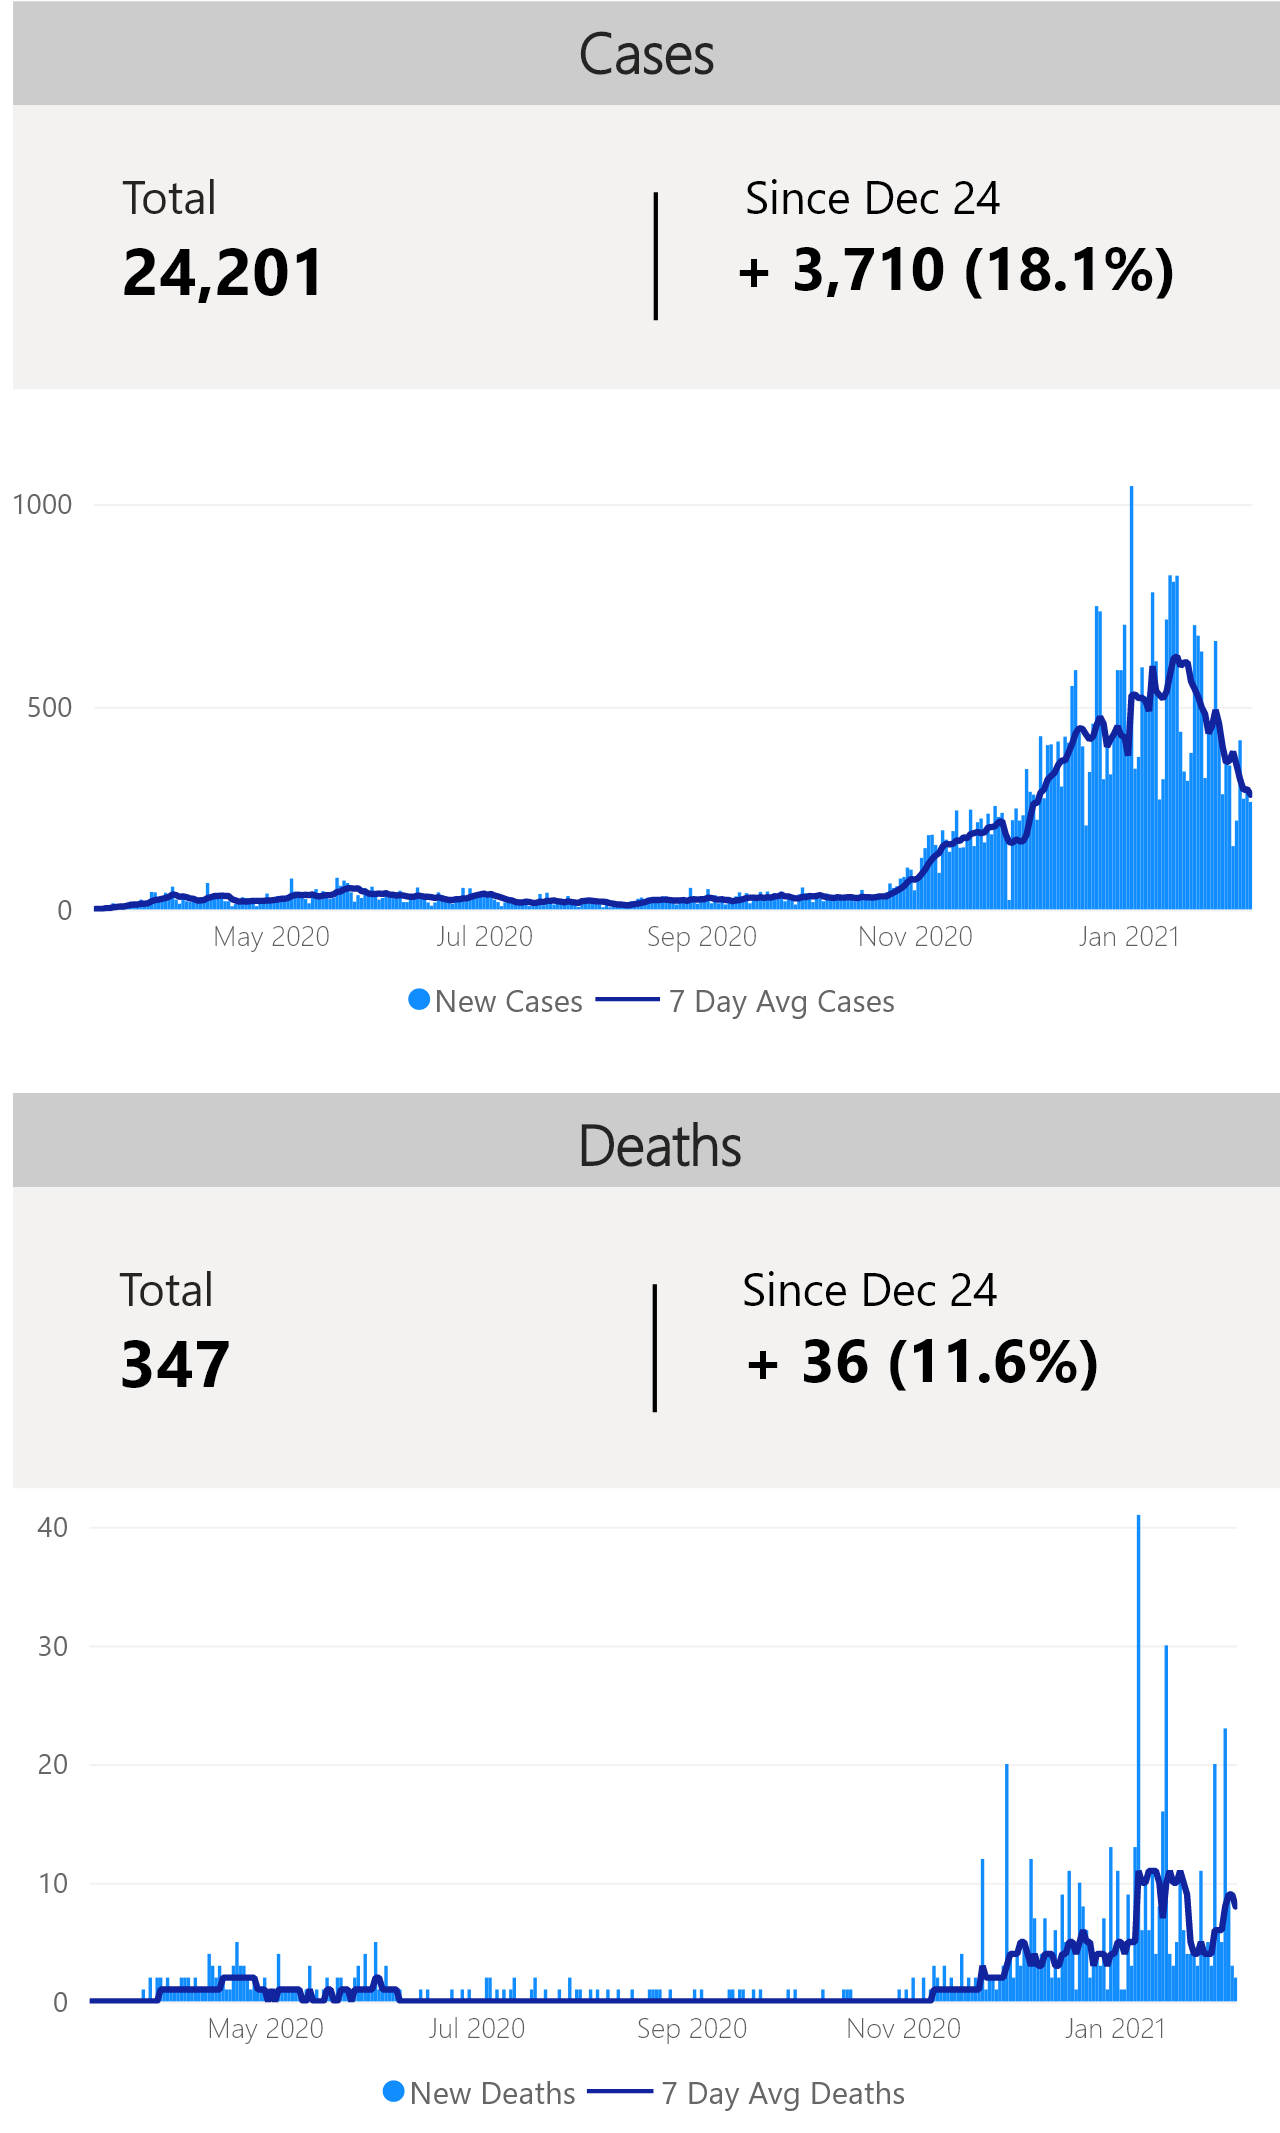 Cases
Total
24,201
Since Dec 24
+ 3,710 (18.1%)
1000
500
0
May 2020 Jul 2020 Sep 2020 Nov 2020 Jan 2021
New Cases 7 Day Avg Cases
Deaths
Total
347
Since Dec 24
+ 36 (11.6%)
40
30
20
10
0
May 2020 Jul 2020 Sep 2020 Nov 2020 Jan 2021
New Deaths 7 Day Avg Deaths